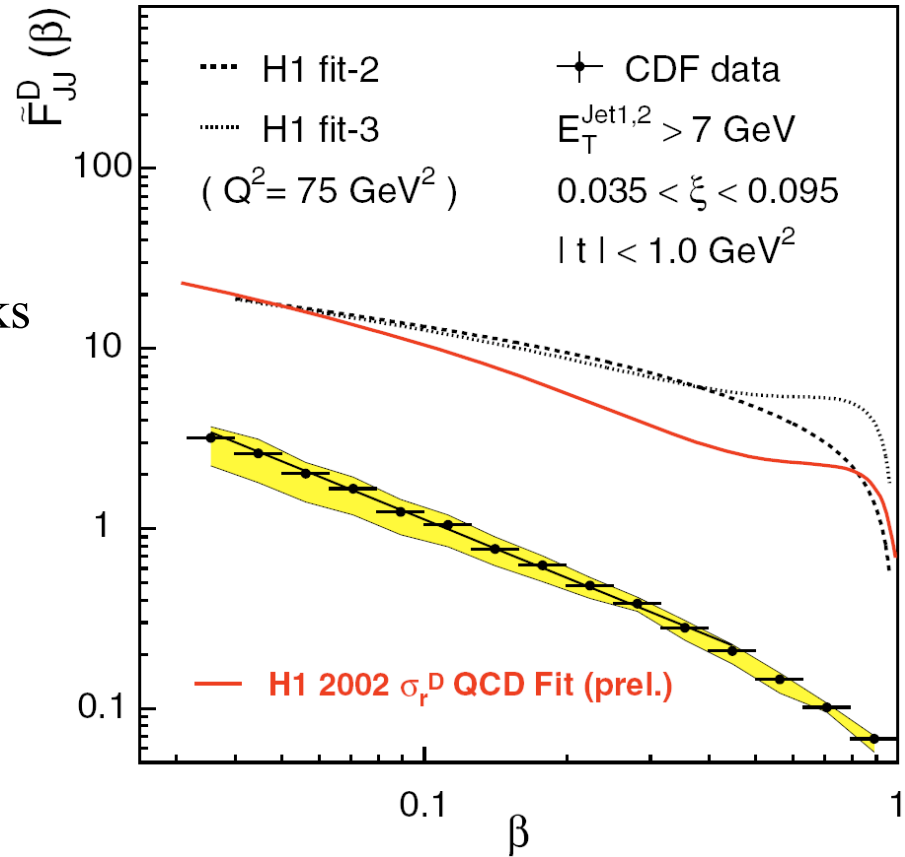 F̃ᴰ_JJ (β)
H1 fit-2
H1 fit-3
( Q²= 75 GeV² )
CDF data
E_T^Jet1,2 > 7 GeV
0.035 < ξ < 0.095
| t | < 1.0 GeV²
ks
100
10
1
0.1
H1 2002 σ_r^D QCD Fit (prel.)
0.1
1
β